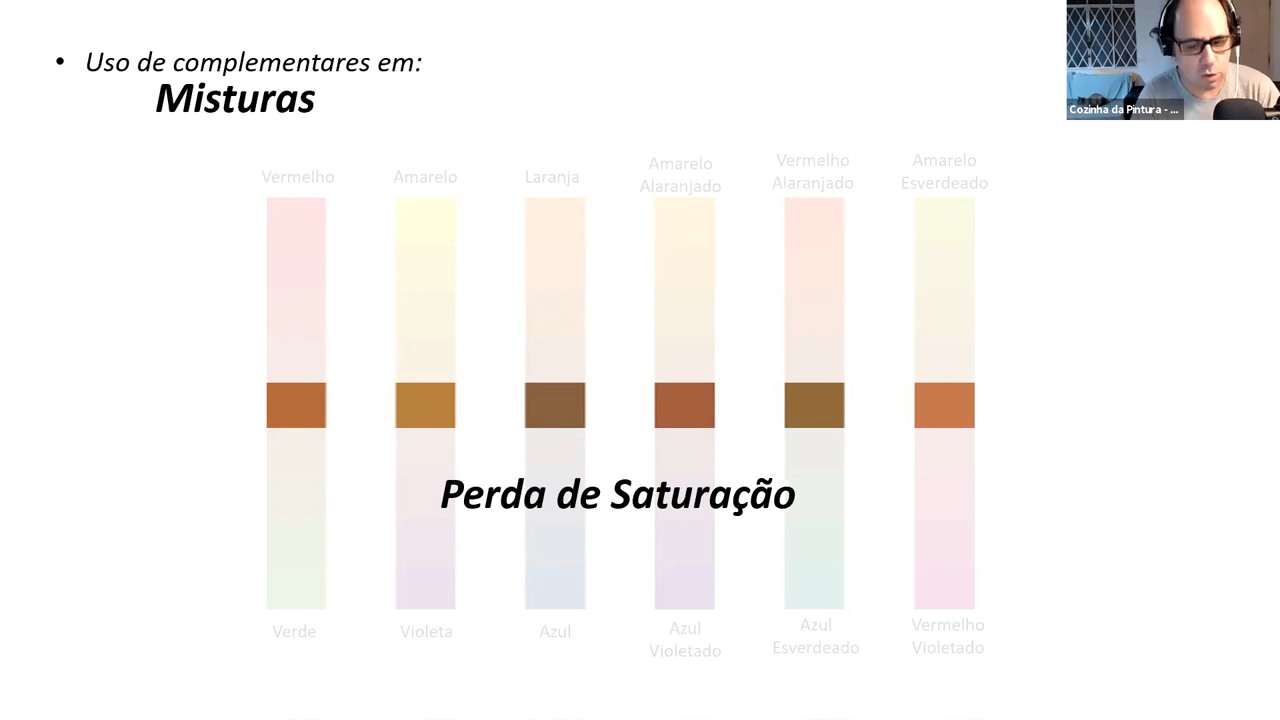 • Uso de complementares em:
Misturas
Cozinha da Pintura - ...
Vermelho
Amarelo
Laranja
Amarelo
Alaranjado
Vermelho
Alaranjado
Amarelo
Esverdeado
Perda de Saturação
Verde
Violeta
Azul
Azul
Violetado
Azul
Esverdeado
Vermelho
Violetado